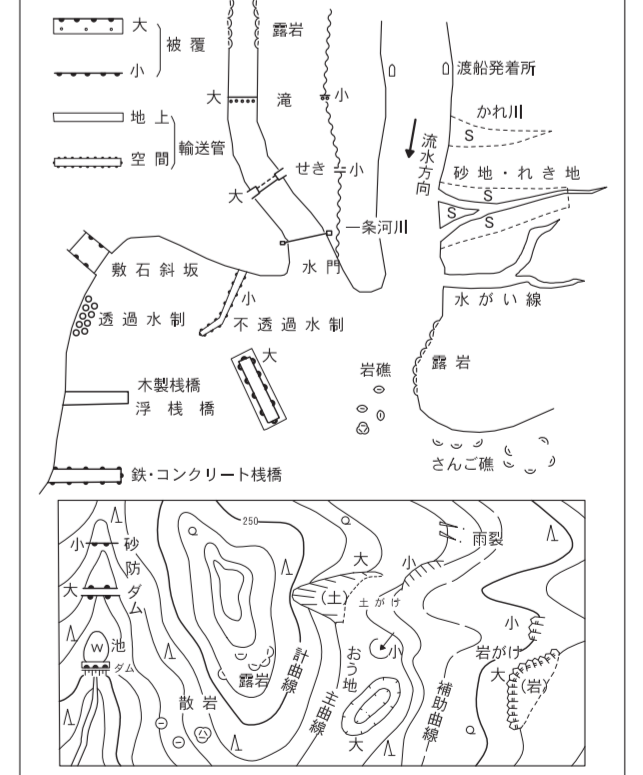 大
被覆
小
地上
輸送管
空間
露岩
大 滝 小
せき 小
大
一条河川
水門
渡船発着所
流水方向
かれ川
S
砂地・れき地
S
S
S
水がい線
露岩
敷石斜坂
透過水制
小
不透過水制
大
木製桟橋
浮桟橋
鉄・コンクリート桟橋
岩礁
さんご礁
小 砂防ダム
大
W 池
ダム
250
露岩
散岩
計曲線
主曲線
大
(土)
土がけ
小
おう地
小
大
補助曲線
雨裂
小
岩がけ
大
(岩)